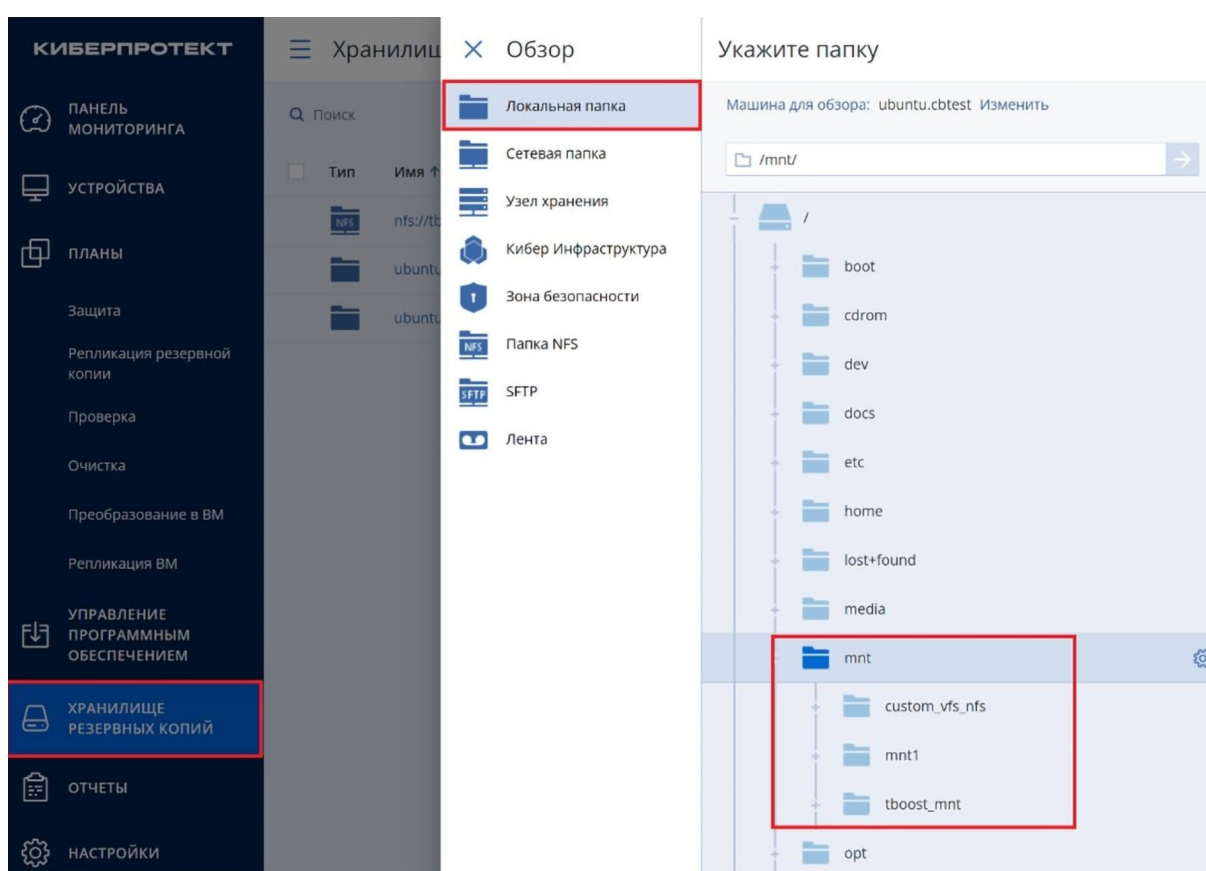 КИБЕРПРОТЕКТ
ПАНЕЛЬ
МОНИТОРИНГА
УСТРОЙСТВА
ПЛАНЫ
Защита
Репликация резервной
копии
Проверка
Очистка
Преобразование в ВМ
Репликация ВМ
УПРАВЛЕНИЕ
ПРОГРАММНЫМ
ОБЕСПЕЧЕНИЕМ
ХРАНИЛИЩЕ
РЕЗЕРВНЫХ КОПИЙ
ОТЧЕТЫ
НАСТРОЙКИ
Хранилищ
Поиск
Тип Имя
NFS nfs://tb
ubuntu
ubuntu
Обзор
Локальная папка
Сетевая папка
Узел хранения
Кибер Инфраструктура
Зона безопасности
NFS Папка NFS
SFTP SFTP
Лента
Укажите папку
Машина для обзора: ubuntu.cbtest Изменить
/mnt/
/
boot
cdrom
dev
docs
etc
home
lost+found
media
mnt
custom_vfs_nfs
mnt1
tboost_mnt
opt